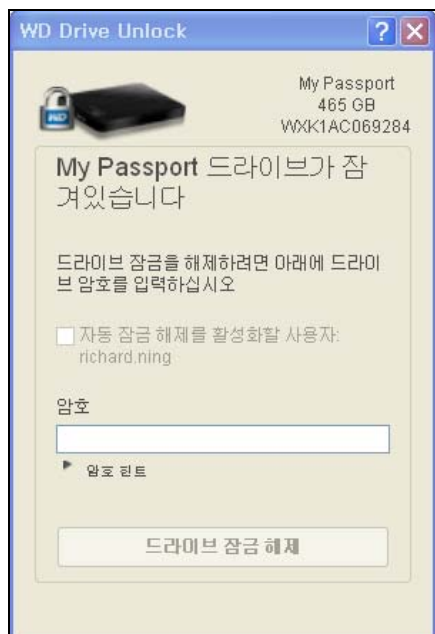 WD Drive Unlock
My Passport
465 GB
WXK1AC069284
My Passport 드라이브가 잠
겨있습니다
드라이브 잠금을 해제하려면 아래에 드라이
브 암호를 입력하십시오
자동 잠금 해제를 활성화할 사용자:
richard.ning
암호
암호 힌트
드라이브 잠금 해제